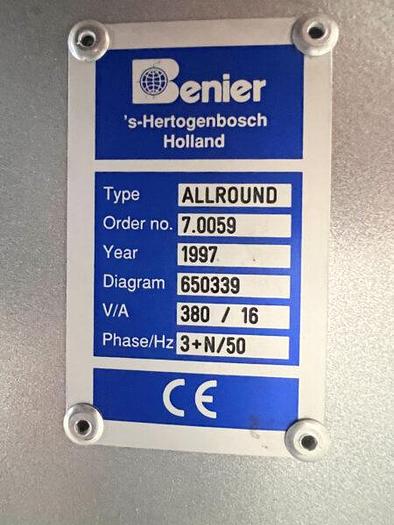 Benier
's-Hertogenbosch
Holland
Type ALLROUND
Order no. 7.0059
Year 1997
Diagram 650339
V/A 380 / 16
Phase/Hz 3+N/50
CE